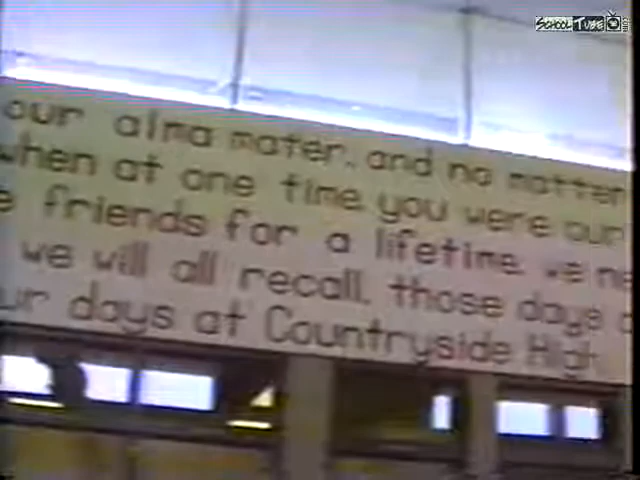 SCHOOL TUBE
our alma mater, and no matter
when at one time you were our
friends for a lifetime, we
we will all recall, those days
our days at Countryside High